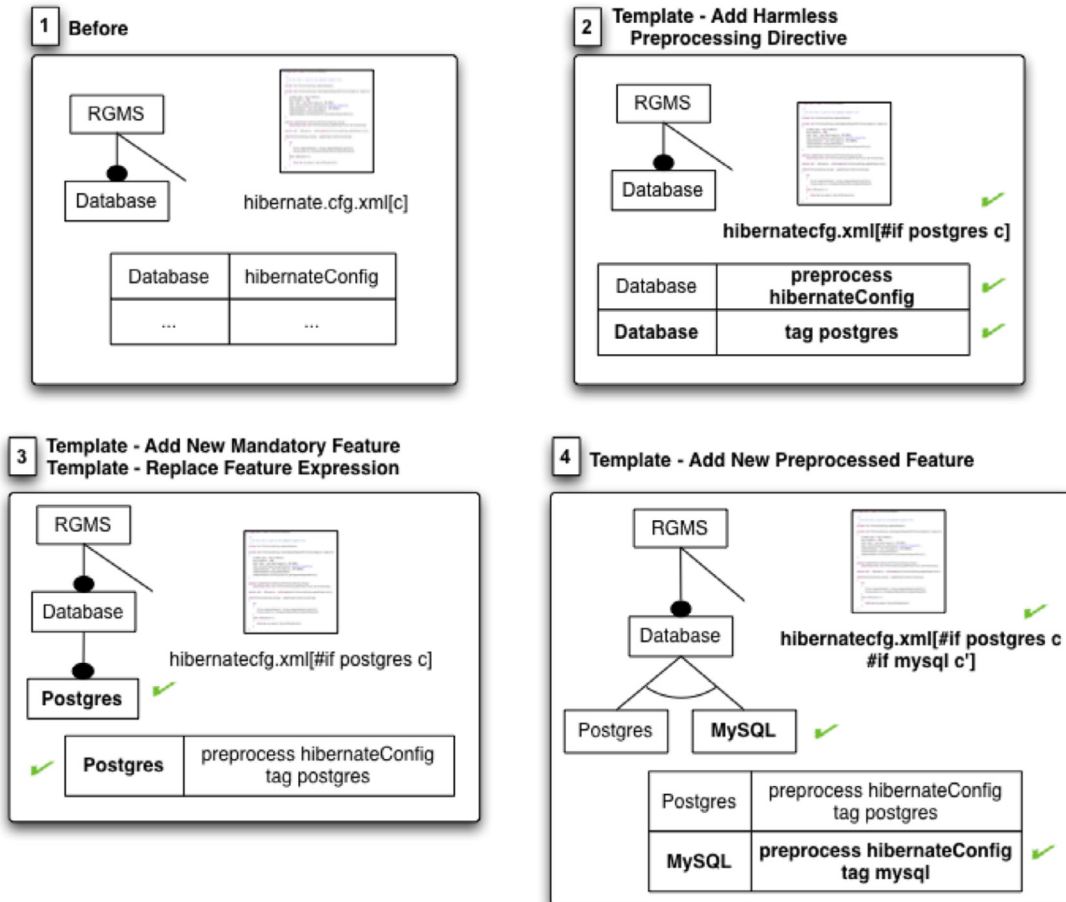 1 Before
RGMS
Database
hibernate.cfg.xml[c]
Database hibernateConfig
... ...
2 Template - Add Harmless
Preprocessing Directive
RGMS
Database
hibernatecfg.xml[#if postgres c]
Database preprocess
hibernateConfig
Database tag postgres
3 Template - Add New Mandatory Feature
Template - Replace Feature Expression
RGMS
Database
hibernatecfg.xml[#if postgres c]
Postgres
Postgres preprocess hibernateConfig
tag postgres
4 Template - Add New Preprocessed Feature
RGMS
Database
hibernatecfg.xml[#if postgres c
#if mysql c']
Postgres MySQL
Postgres preprocess hibernateConfig
tag postgres
MySQL preprocess hibernateConfig
tag mysql